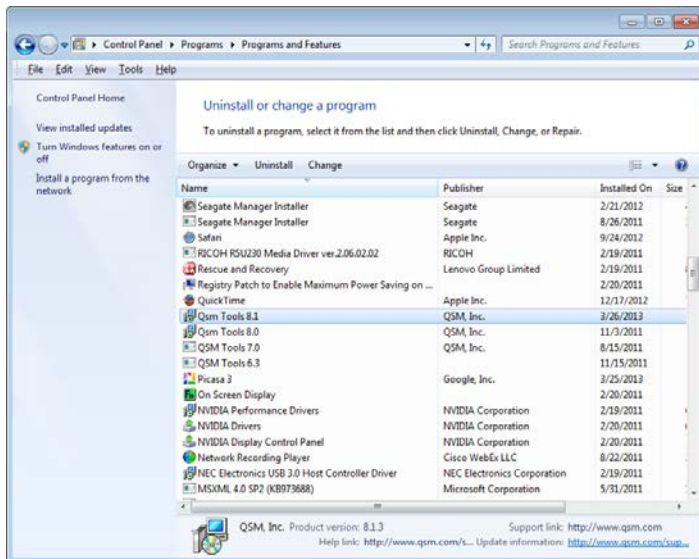 Control Panel ▸ Programs ▸ Programs and Features
Search Programs and Features
File Edit View Tools Help
Control Panel Home
View installed updates
Turn Windows features on or
off
Install a program from the
network
Uninstall or change a program
To uninstall a program, select it from the list and then click Uninstall, Change, or Repair.
Organize Uninstall Change
Name Publisher Installed On Size
Seagate Manager Installer Seagate 2/21/2012
Seagate Manager Installer Seagate 8/26/2011
Safari Apple Inc. 9/24/2012
RICOH R5U230 Media Driver ver.2.06.02.02 RICOH 2/19/2011
Rescue and Recovery Lenovo Group Limited 2/19/2011
Registry Patch to Enable Maximum Power Saving on ... 2/20/2011
QuickTime Apple Inc. 12/17/2012
Qsm Tools 8.1 QSM, Inc. 3/26/2013
Qsm Tools 8.0 QSM, Inc. 11/3/2011
QSM Tools 7.0 QSM, Inc. 8/15/2011
QSM Tools 6.3 11/15/2011
Picasa 3 Google, Inc. 3/25/2013
On Screen Display 2/20/2011
NVIDIA Performance Drivers NVIDIA Corporation 2/19/2011
NVIDIA Drivers NVIDIA Corporation 2/20/2011
NVIDIA Display Control Panel NVIDIA Corporation 2/20/2011
Network Recording Player Cisco WebEx LLC 8/22/2011
NEC Electronics USB 3.0 Host Controller Driver NEC Electronics Corporation 2/19/2011
MSXML 4.0 SP2 (KB973688) Microsoft Corporation 5/31/2011
QSM, Inc. Product version: 8.1.3 Support link: http://www.qsm.com
Help link: http://www.qsm.com/s... Update information: http://www.qsm.com/sup...